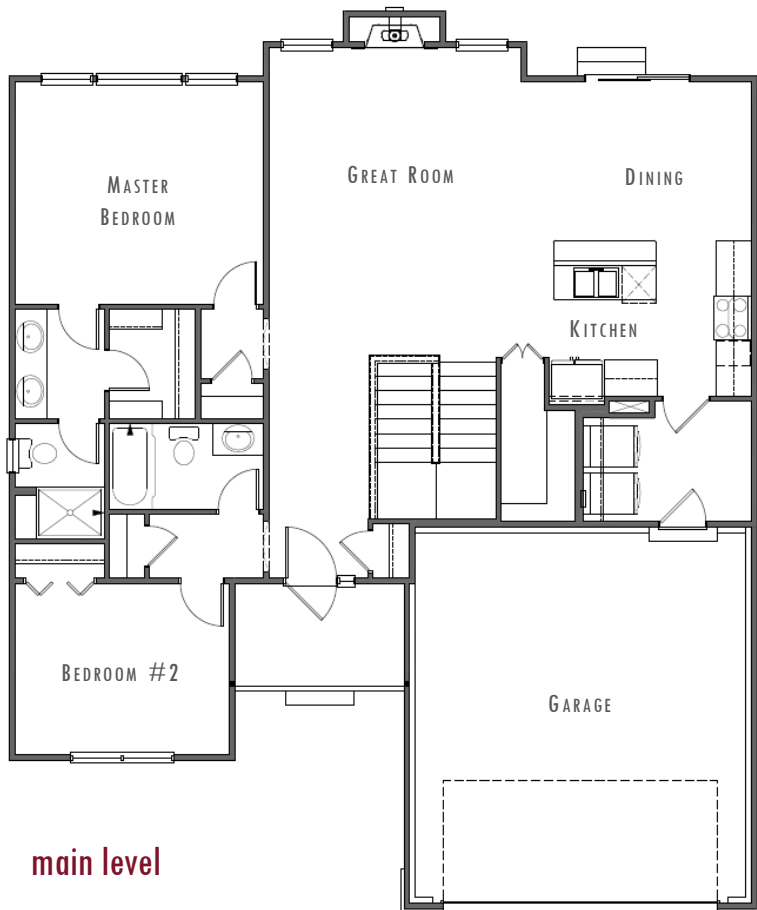 Master
Bedroom
Great Room
Dining
Kitchen
Bedroom #2
Garage
main level